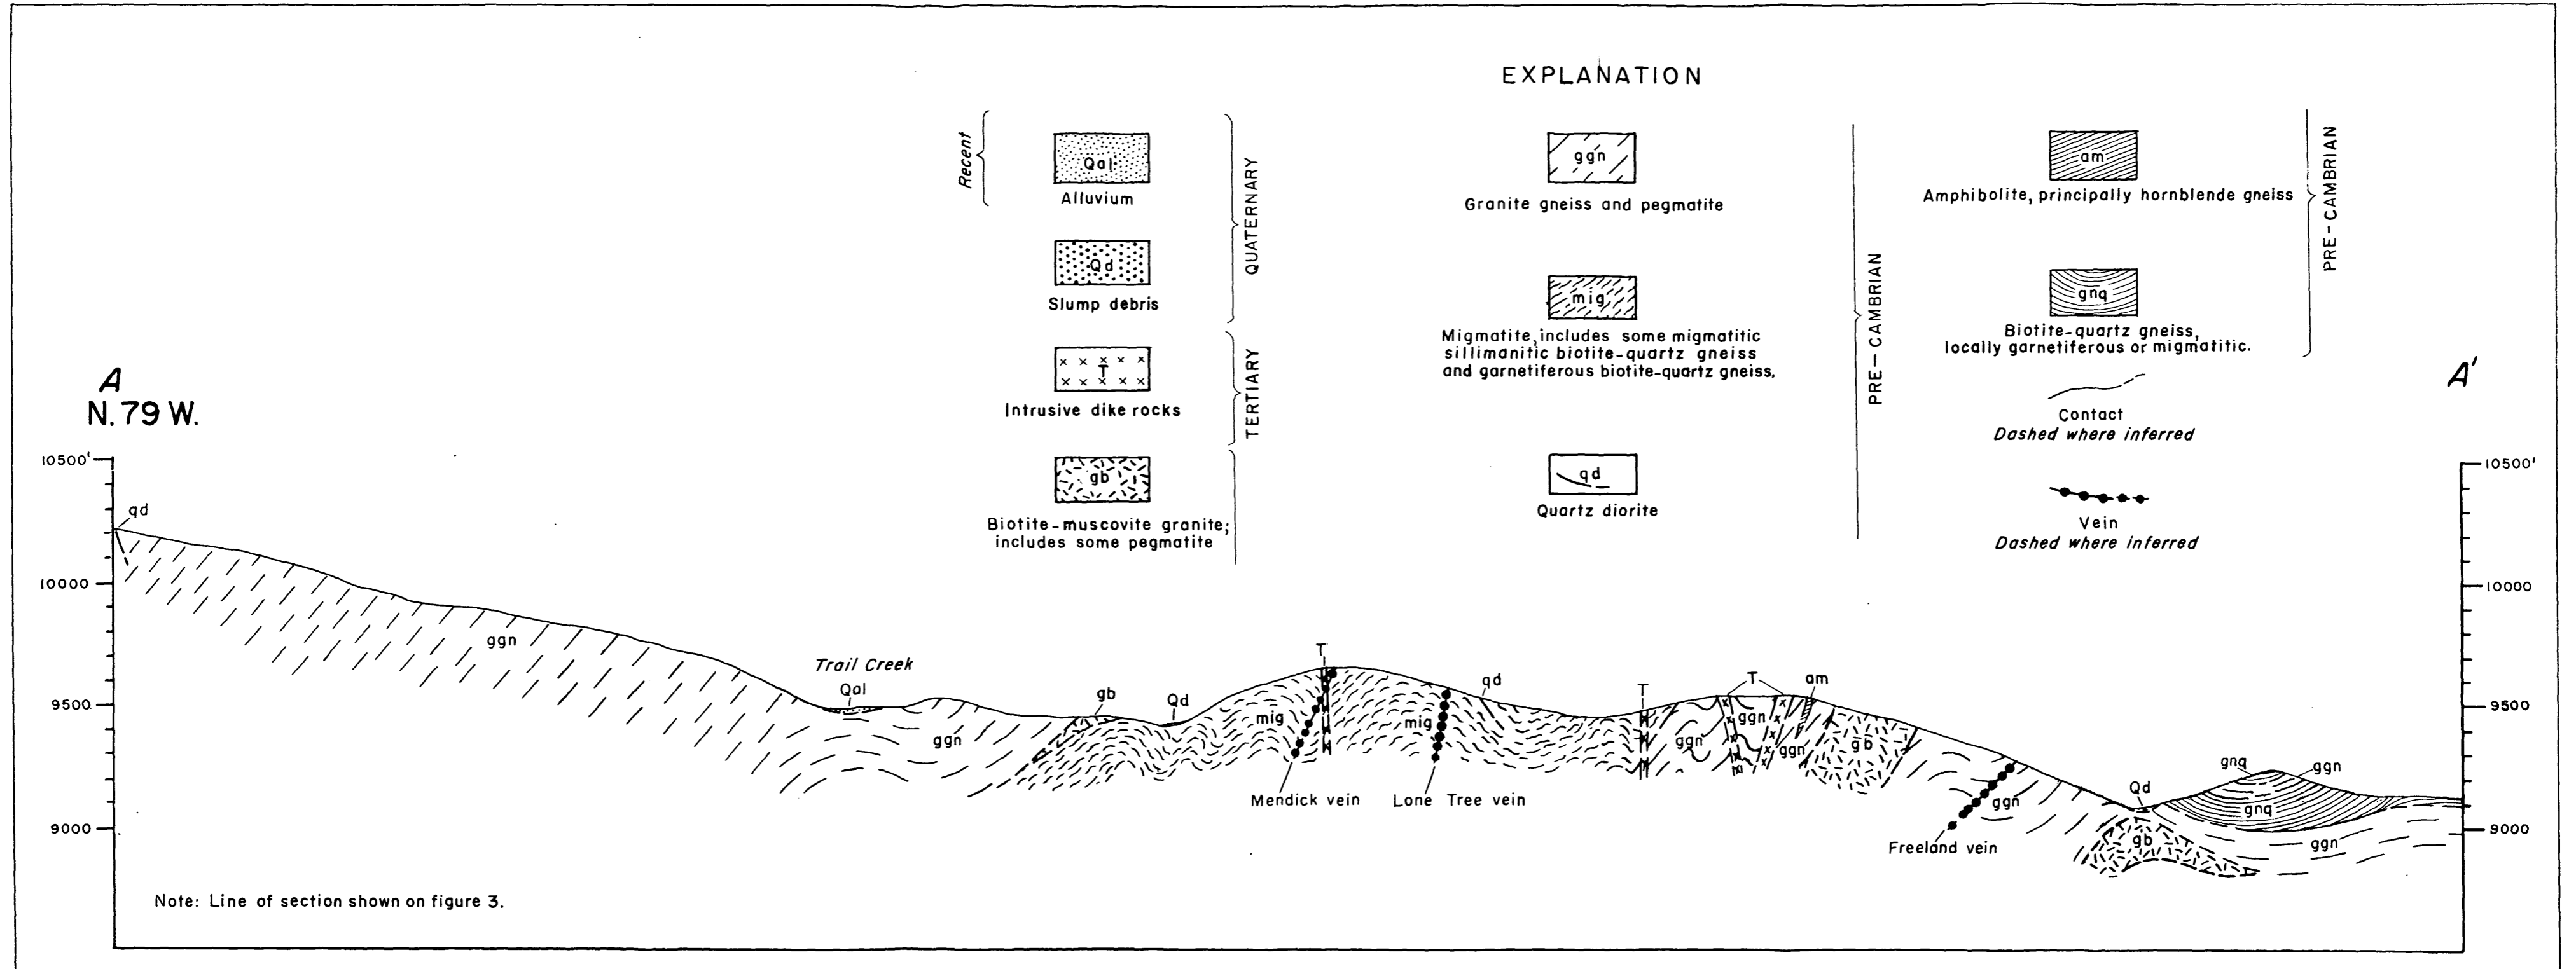 EXPLANATION
Recent
Qal
Alluvium
Qd
Slump debris
QUATERNARY
T
Intrusive dike rocks
TERTIARY
gb
Biotite-muscovite granite;
includes some pegmatite
ggn
Granite gneiss and pegmatite
mig
Migmatite, includes some migmatitic
sillimanitic biotite-quartz gneiss
and garnetiferous biotite-quartz gneiss.
qd
Quartz diorite
PRE-CAMBRIAN
am
Amphibolite, principally hornblende gneiss
gnq
Biotite-quartz gneiss,
locally garnetiferous or migmatitic.
PRE-CAMBRIAN
Contact
Dashed where inferred
Vein
Dashed where inferred
A
N. 79 W.
A'
10500'
10000
9500
9000
10500'
10000
9500
9000
qd
ggn
Trail Creek
Qal
ggn
gb
Qd
mig
T
Mendick vein
mig
Lone Tree vein
qd
T
ggn
T
ggn
am
ggn
gb
ggn
Freeland vein
Qd
gb
gnq
ggn
gnq
ggn
Note: Line of section shown on figure 3.